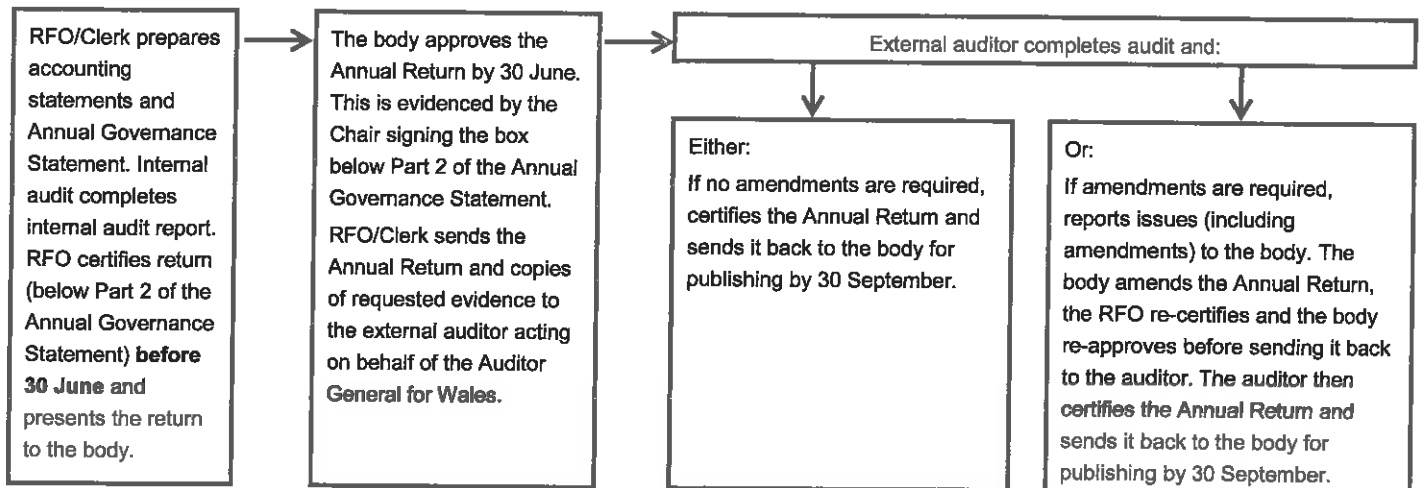 RFO/Clerk prepares
accounting
statements and
Annual Governance
Statement. Internal
audit completes
internal audit report.
RFO certifies return
(below Part 2 of the
Annual Governance
Statement) before
30 June and
presents the return
to the body.
The body approves the
Annual Return by 30 June.
This is evidenced by the
Chair signing the box
below Part 2 of the Annual
Governance Statement.
RFO/Clerk sends the
Annual Return and copies
of requested evidence to
the external auditor acting
on behalf of the Auditor
General for Wales.
External auditor completes audit and:
Either:
If no amendments are required,
certifies the Annual Return and
sends it back to the body for
publishing by 30 September.
Or:
If amendments are required,
reports issues (including
amendments) to the body. The
body amends the Annual Return,
the RFO re-certifies and the body
re-approves before sending it back
to the auditor. The auditor then
certifies the Annual Return and
sends it back to the body for
publishing by 30 September.